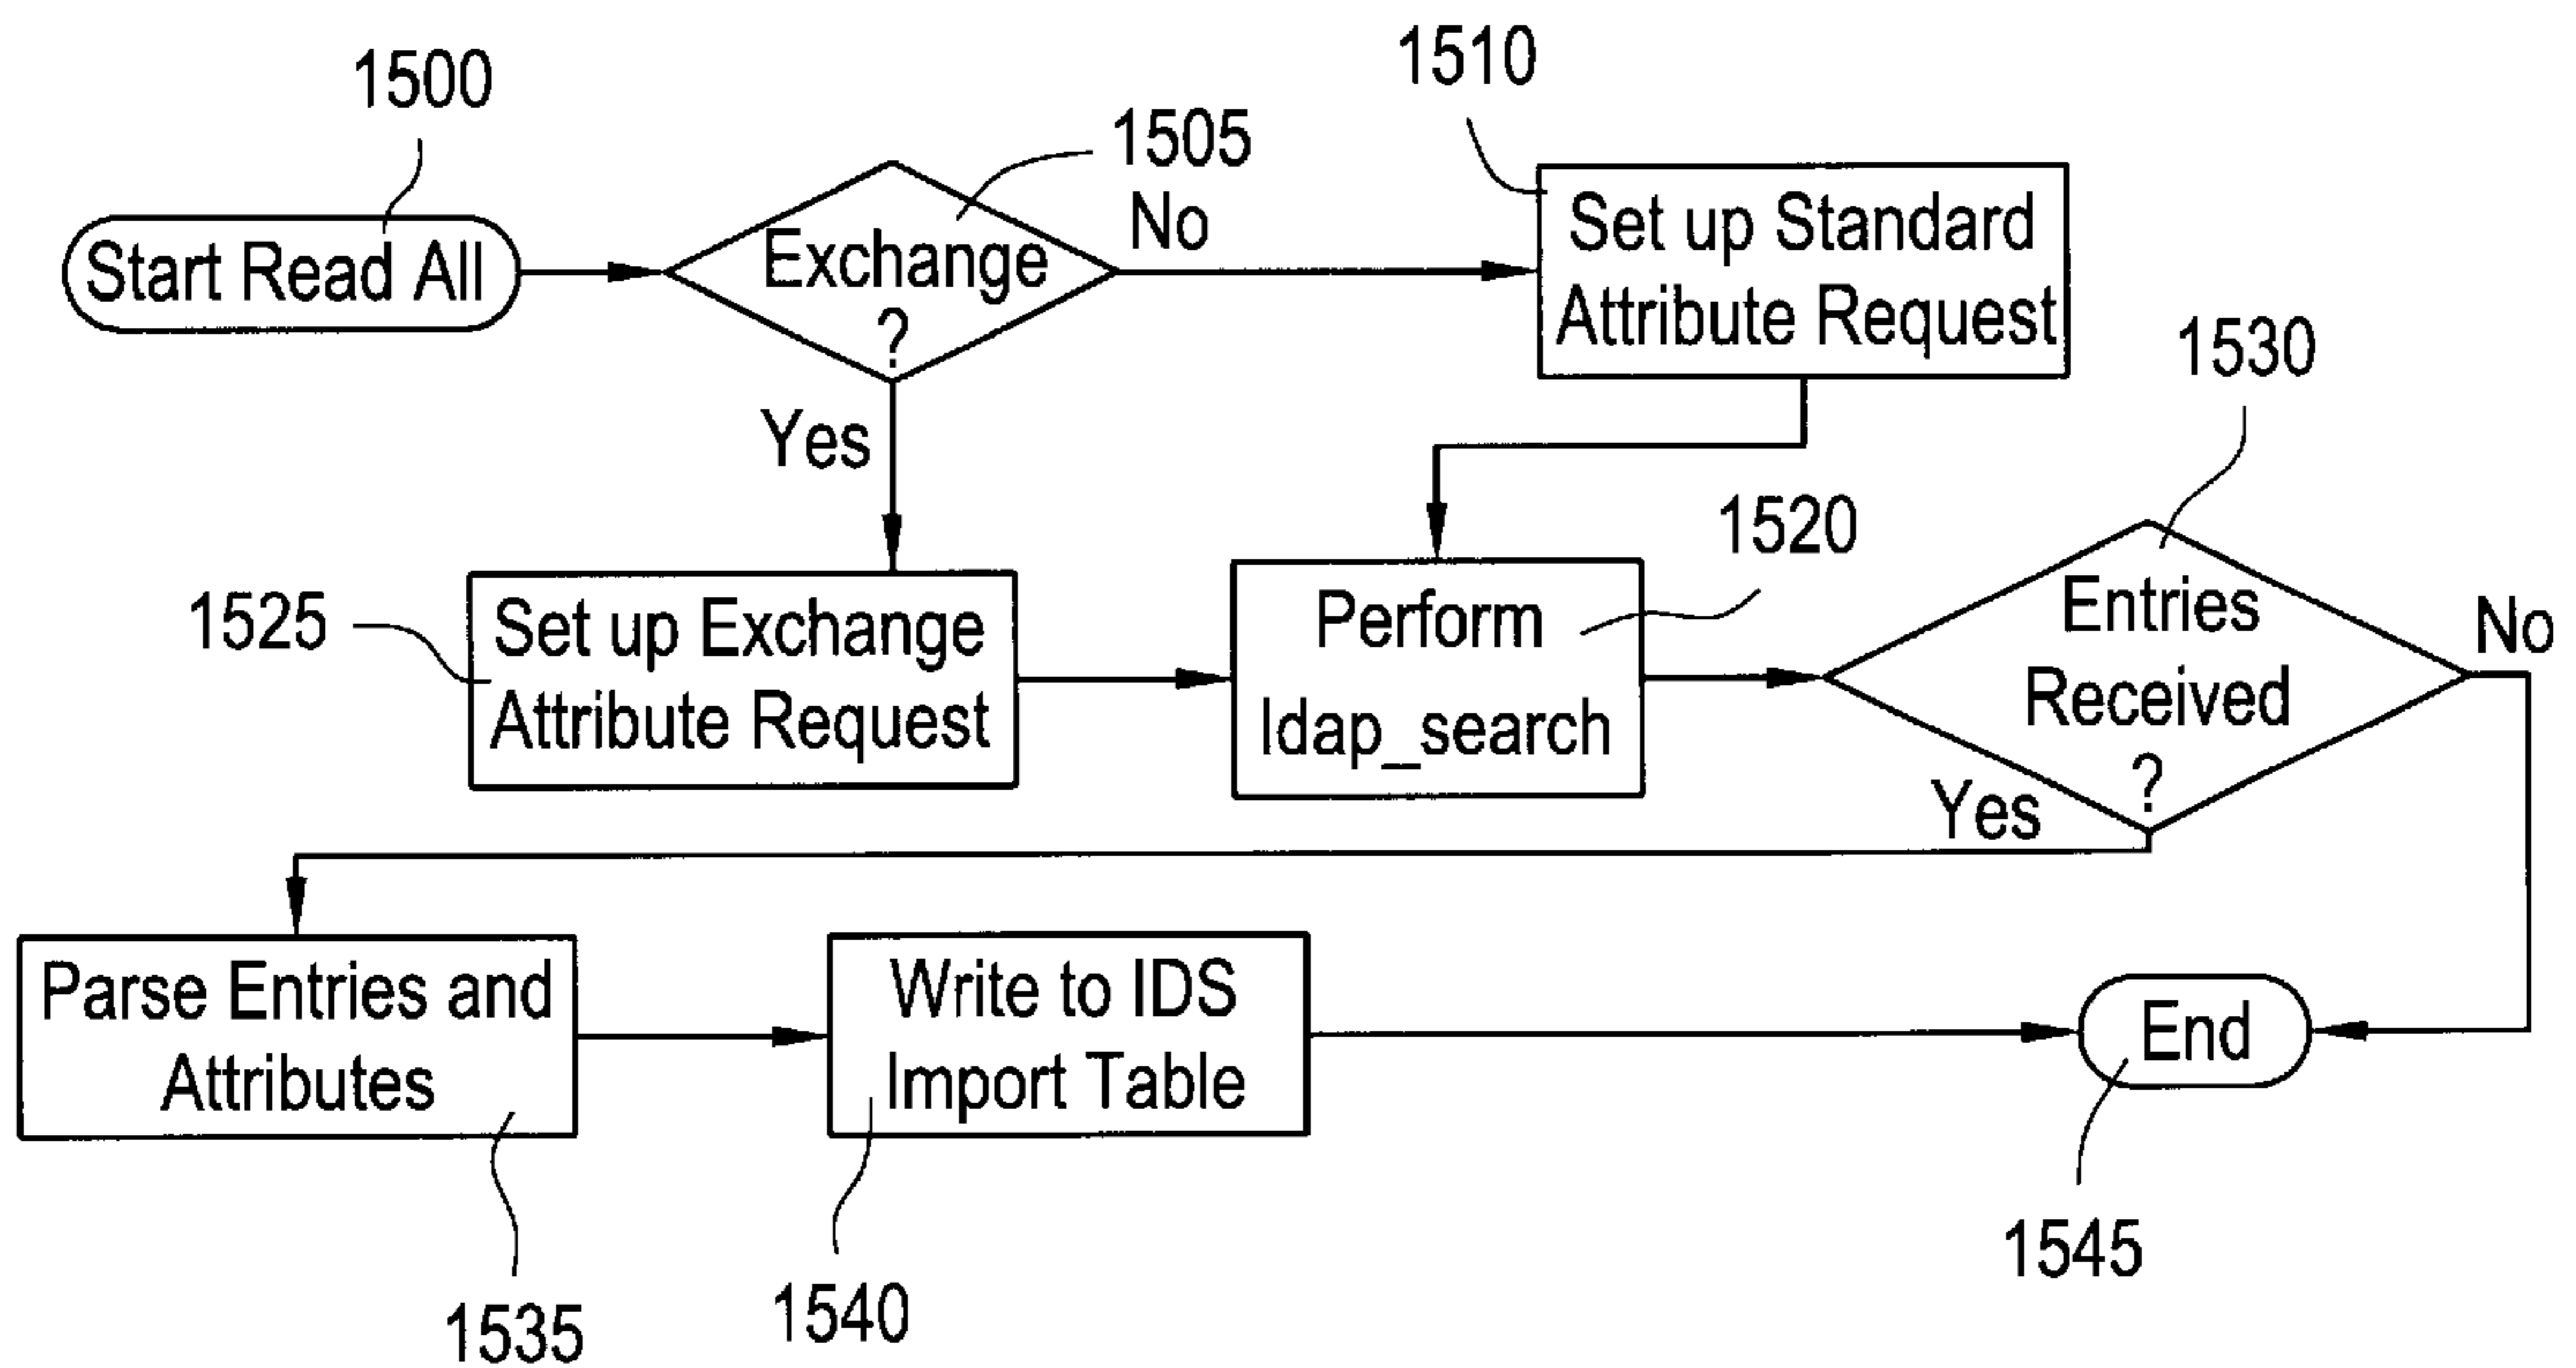 1500
1505
1510
Start Read All
Exchange
?
No
Yes
Set up Standard
Attribute Request
1525
Set up Exchange
Attribute Request
1520
Perform
ldap_search
1530
Entries
Received
?
No
Yes
Parse Entries and
Attributes
1535
Write to IDS
Import Table
1540
End
1545